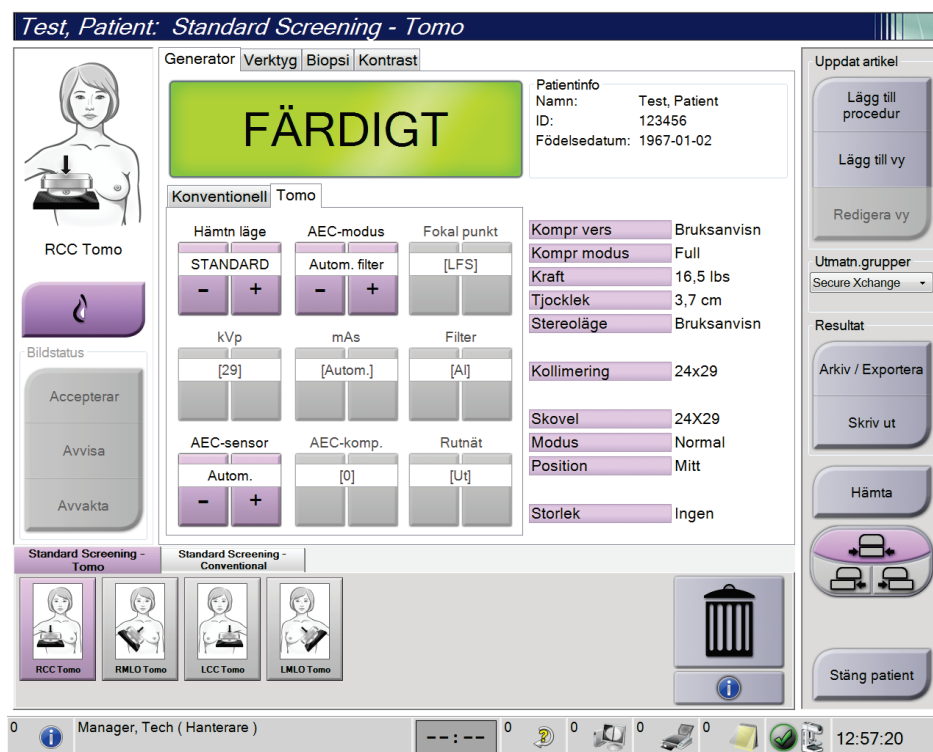 Test, Patient: Standard Screening - Tomo
RCC Tomo
Bildstatus
Accepterar
Avvisa
Avvakta
Generator Verktyg Biopsi Kontrast
FÄRDIGT
Patientinfo
Namn: Test, Patient
ID: 123456
Födelsedatum: 1967-01-02
Konventionell Tomo
Hämtn läge AEC-modus Fokal punkt
STANDARD Autom. filter [LFS]
- + - +
kVp mAs Filter
[29] [Autom.] [Al]
AEC-sensor AEC-komp. Rutnät
Autom. [0] [Ut]
- +
Kompr vers Bruksanvisn
Kompr modus Full
Kraft 16,5 lbs
Tjocklek 3,7 cm
Stereoläge Bruksanvisn
Kollimering 24x29
Skovel 24X29
Modus Normal
Position Mitt
Storlek Ingen
Uppdat artikel
Lägg till
procedur
Lägg till vy
Redigera vy
Utmatn.grupper
Secure Xchange
Resultat
Arkiv / Exportera
Skriv ut
Hämta
Stäng patient
Standard Screening -
Tomo
Standard Screening -
Conventional
RCC Tomo RMLO Tomo LCC Tomo LMLO Tomo
0 Manager, Tech ( Hanterare ) --:-- 0 0 0 0 12:57:20